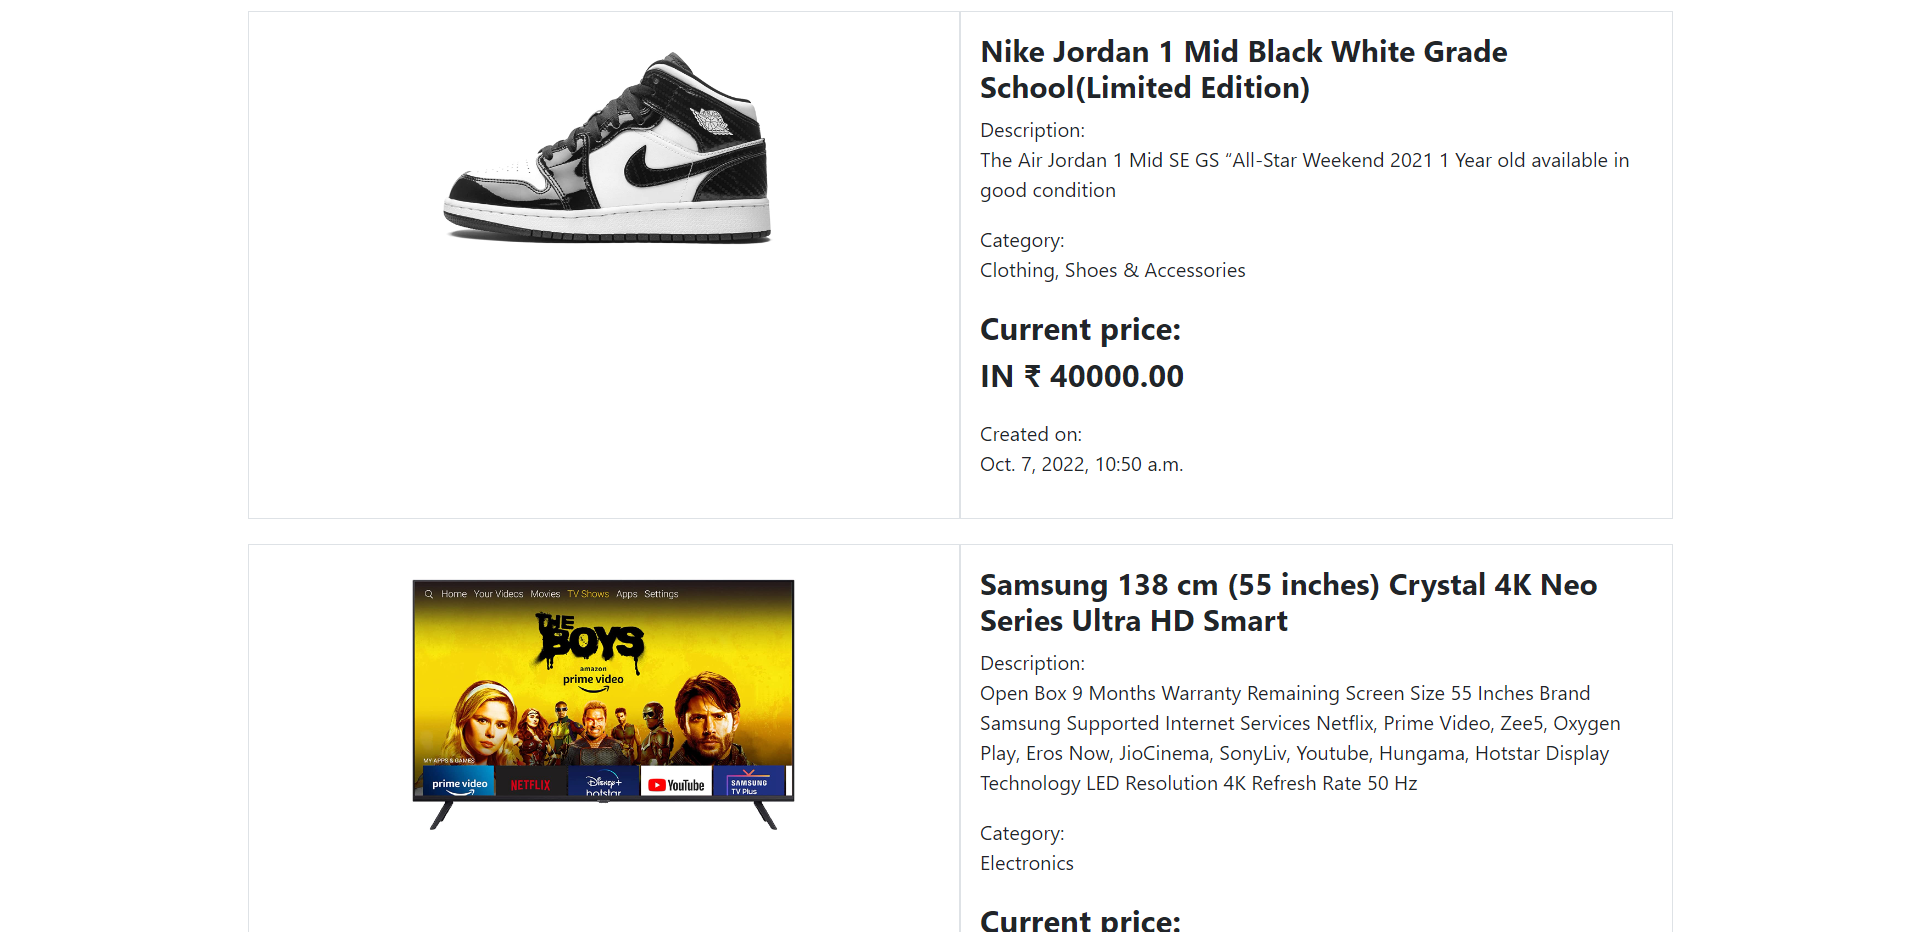 Nike Jordan 1 Mid Black White Grade
School(Limited Edition)
Description:
The Air Jordan 1 Mid SE GS “All-Star Weekend 2021 1 Year old available in
good condition
Category:
Clothing, Shoes & Accessories
Current price:
IN ₹ 40000.00
Created on:
Oct. 7, 2022, 10:50 a.m.
Home Your Videos Movies TV Shows Apps Settings
THE
BOYS
amazon
prime video
MY APPS & GAMES
prime video NETFLIX Disney+ hotstar YouTube SAMSUNG TV Plus
Samsung 138 cm (55 inches) Crystal 4K Neo
Series Ultra HD Smart
Description:
Open Box 9 Months Warranty Remaining Screen Size 55 Inches Brand
Samsung Supported Internet Services Netflix, Prime Video, Zee5, Oxygen
Play, Eros Now, JioCinema, SonyLiv, Youtube, Hungama, Hotstar Display
Technology LED Resolution 4K Refresh Rate 50 Hz
Category:
Electronics
Current price: